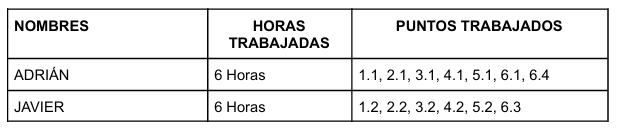 NOMBRES HORAS TRABAJADAS PUNTOS TRABAJADOS
ADRIÁN 6 Horas 1.1, 2.1, 3.1, 4.1, 5.1, 6.1, 6.4
JAVIER 6 Horas 1.2, 2.2, 3.2, 4.2, 5.2, 6.3